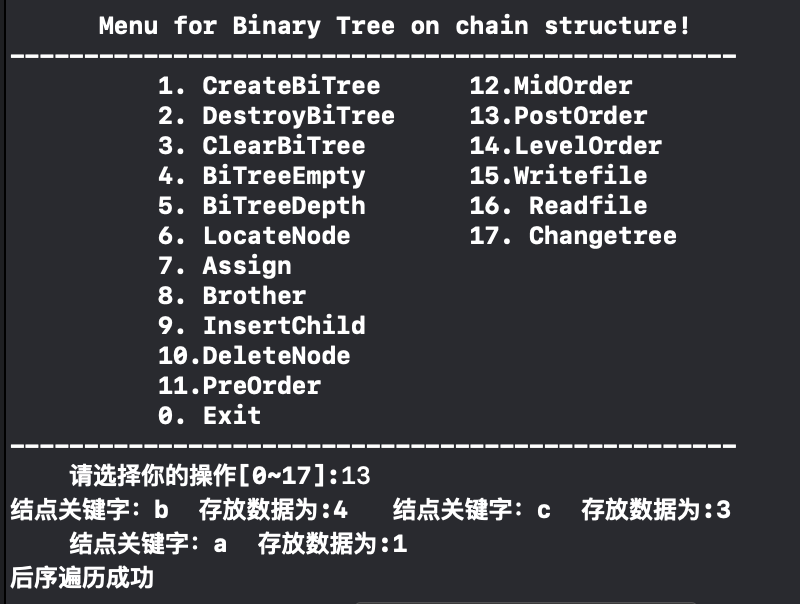 Menu for Binary Tree on chain structure!
-------------------------------------------------
1. CreateBiTree 12.MidOrder
2. DestroyBiTree 13.PostOrder
3. ClearBiTree 14.LevelOrder
4. BiTreeEmpty 15.Writefile
5. BiTreeDepth 16. Readfile
6. LocateNode 17. Changetree
7. Assign
8. Brother
9. InsertChild
10.DeleteNode
11.PreOrder
0. Exit
-------------------------------------------------
请选择你的操作[0~17]:13
结点关键字：b 存放数据为:4 结点关键字：c 存放数据为:3
结点关键字：a 存放数据为:1
后序遍历成功